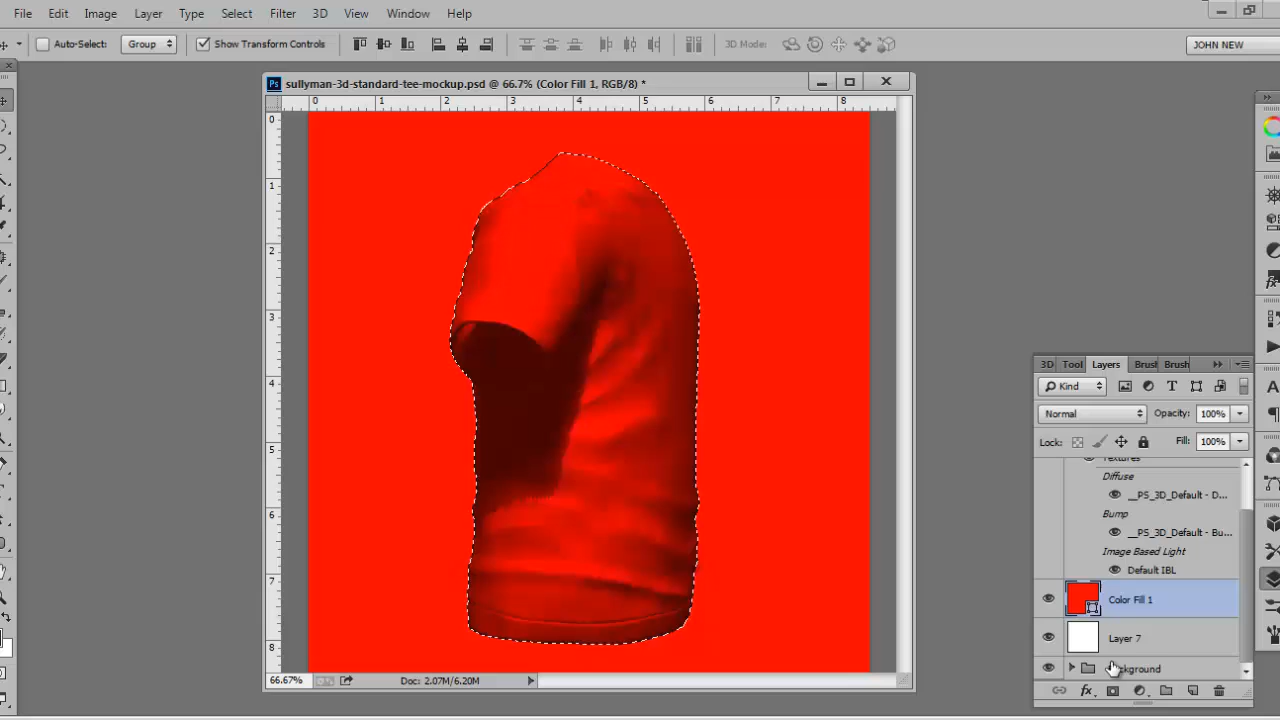 File Edit Image Layer Type Select Filter 3D View Window Help
Auto-Select: Group Show Transform Controls 3D Mode: JOHN NEW
sullyman-3d-standard-tee-mockup.psd @ 66.7% (Color Fill 1, RGB/8) *
0 1 2 3 4 5 6 7 8
0
1
2
3
4
5
6
7
8
66.67% Doc: 2.07M/6.20M
3D Tool Layers Brush Brush
Kind
Normal Opacity: 100%
Lock: Fill: 100%
Textures
Diffuse
__PS_3D_Default - D...
Bump
__PS_3D_Default - Bu...
Image Based Light
Default IBL
Color Fill 1
Layer 7
fx